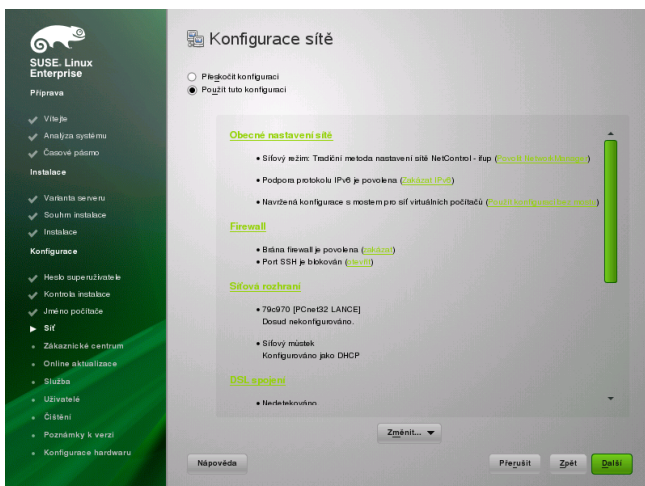 SUSE. Linux
Enterprise
Příprava
Vítejte
Analýza systému
Časové pásmo
Instalace
Varianta serveru
Souhrn instalace
Instalace
Konfigurace
Heslo superuživatele
Kontrola instalace
Jméno počítače
Síť
Zákaznické centrum
Online aktualizace
Služba
Uživatelé
Čištění
Poznámky k verzi
Konfigurace hardwaru
Konfigurace sítě
Přeskočit konfiguraci
Použít tuto konfiguraci
Obecné nastavení sítě
Síťový režim: Tradiční metoda nastavení sítě NetControl - ifup (Povolit NetworkManager)
Podpora protokolu IPv6 je povolena (Zakázat IPv6)
Navržená konfigurace s mostem pro síť virtuálních počítačů (
Firewall
Brána firewall je povolena (zakázat)
Port SSH je blokován (otevřít)
Síťová rozhraní
79c970 [PCnet32 LANCE]
Dosud nekonfigurováno.
Síťový můstek
Konfigurováno jako DHCP
DSL spojení
Nedetekováno
Změnit...
Nápověda
Přerušit
Zpět
Další